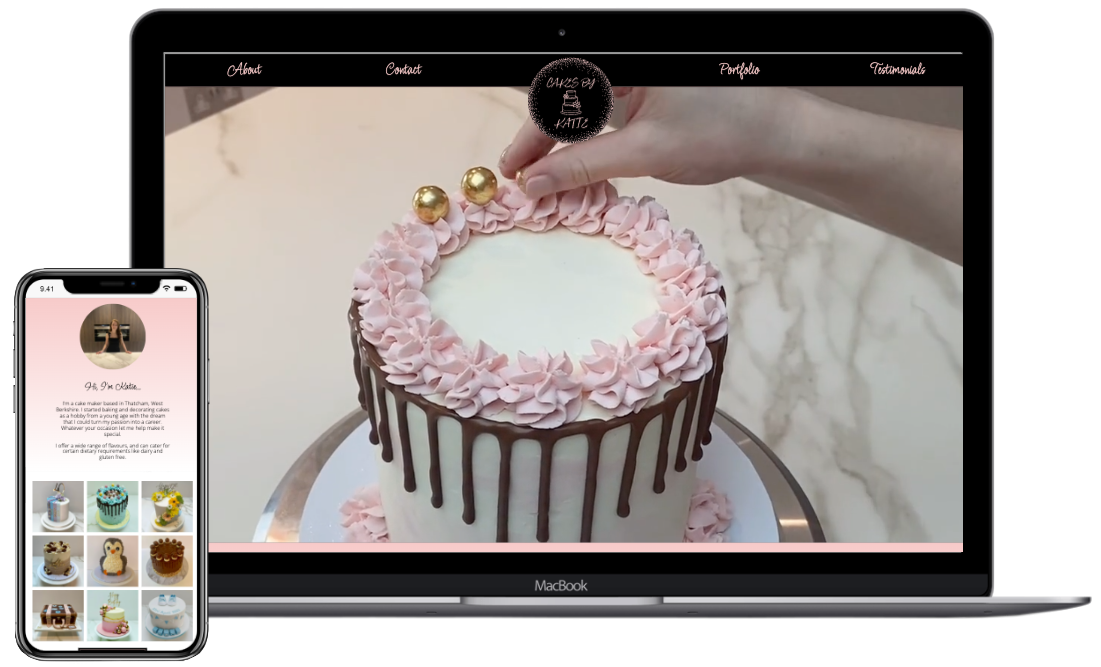 About
Contact
CAKES BY
KATIE
Portfolio
Testimonials
9.41
Hi, I'm Katie...
I'm a cake maker based in Thatcham, West
Berkshire. I started baking and decorating cakes
as a hobby from a young age with the dream
that I could turn my passion into a career.
Whatever your occasion let me help make it
special.
I offer a wide range of flavours, and can cater for
certain dietary requirements like dairy and
gluten free.
MacBook